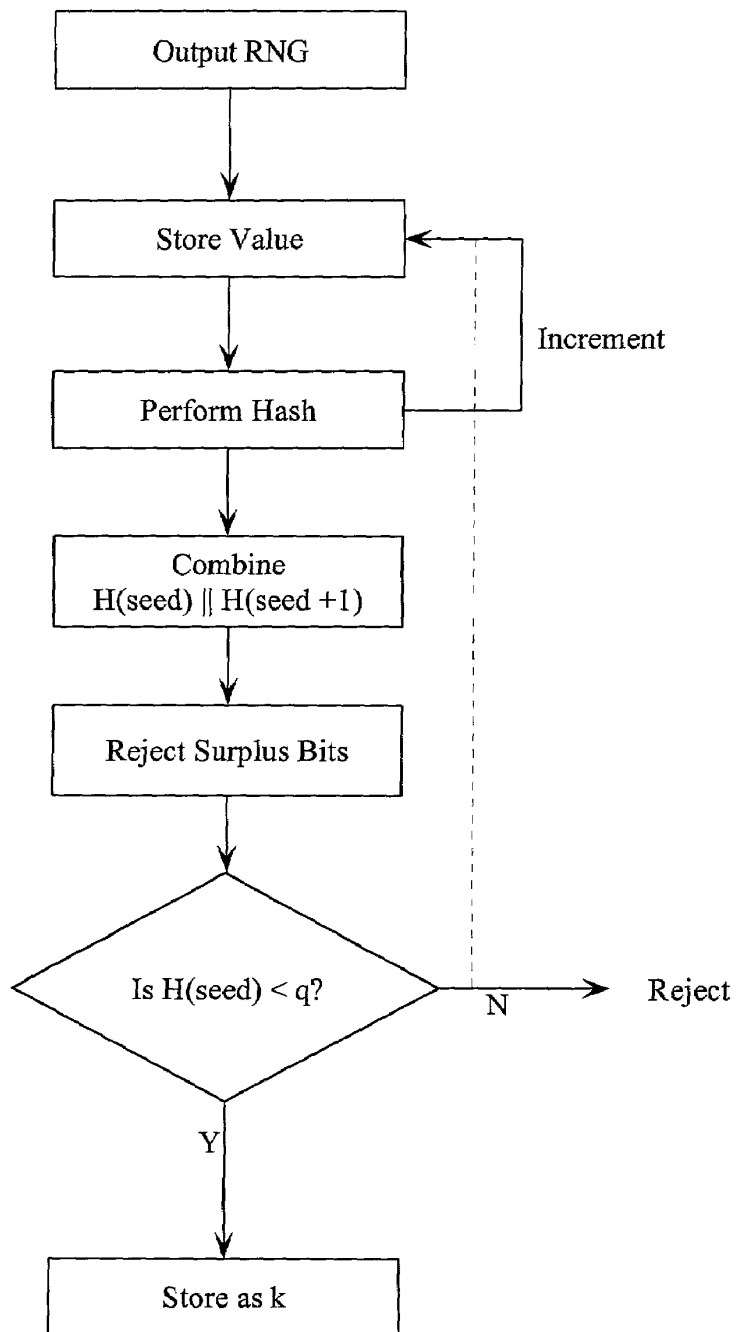 Output RNG
Store Value
Increment
Perform Hash
Combine
H(seed) || H(seed +1)
Reject Surplus Bits
Is H(seed) < q?
N
Reject
Y
Store as k